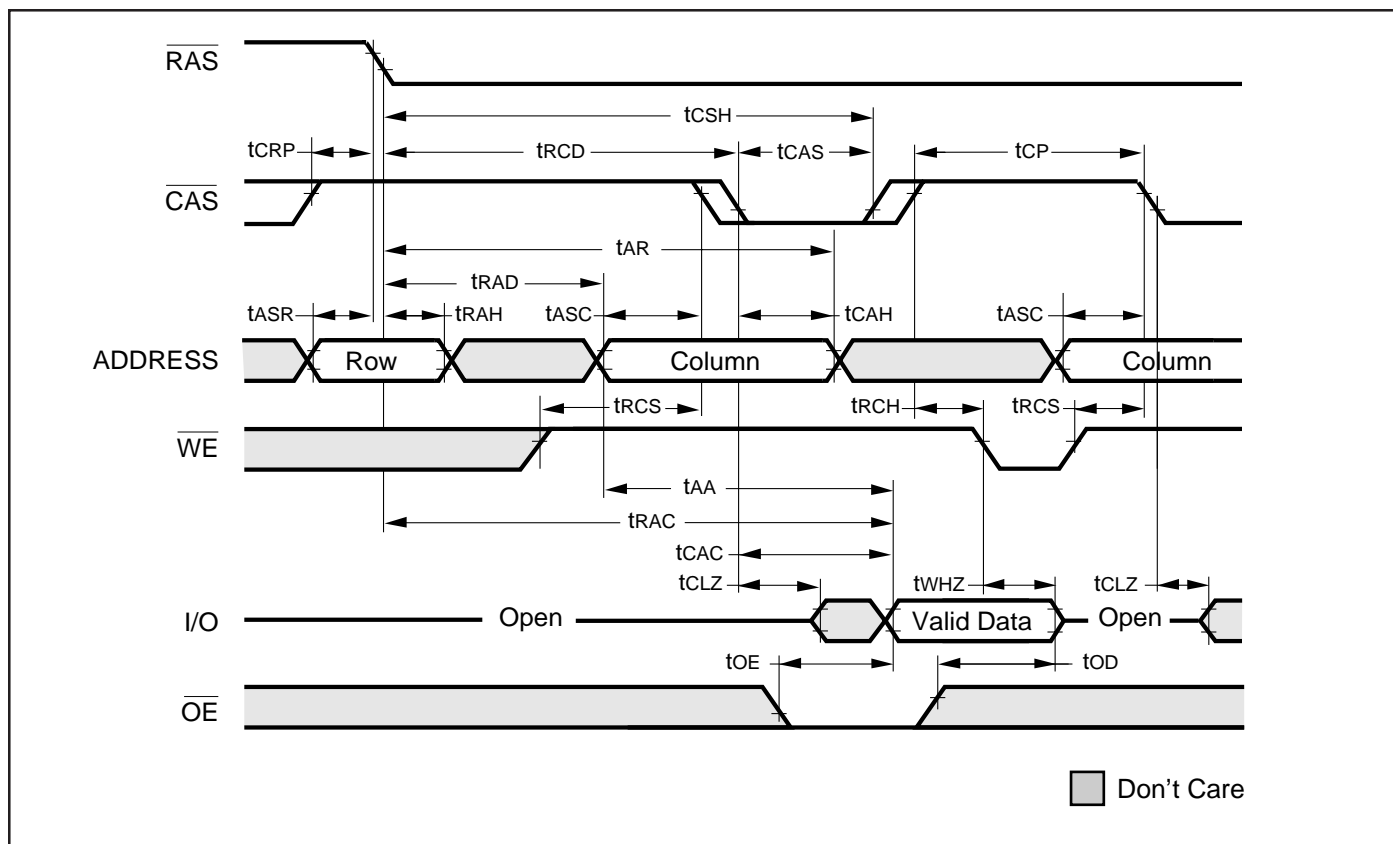 RAS
tCSH
tCRP
tRCD
tCAS
tCP
CAS
tAR
tRAD
tASR
tRAH
tASC
tCAH
tASC
ADDRESS
Row
Column
Column
tRCS
tRCH
tRCS
WE
tAA
tRAC
tCAC
tCLZ
tWHZ
tCLZ
I/O
Open
Valid Data
Open
tOE
tOD
OE
Don't Care